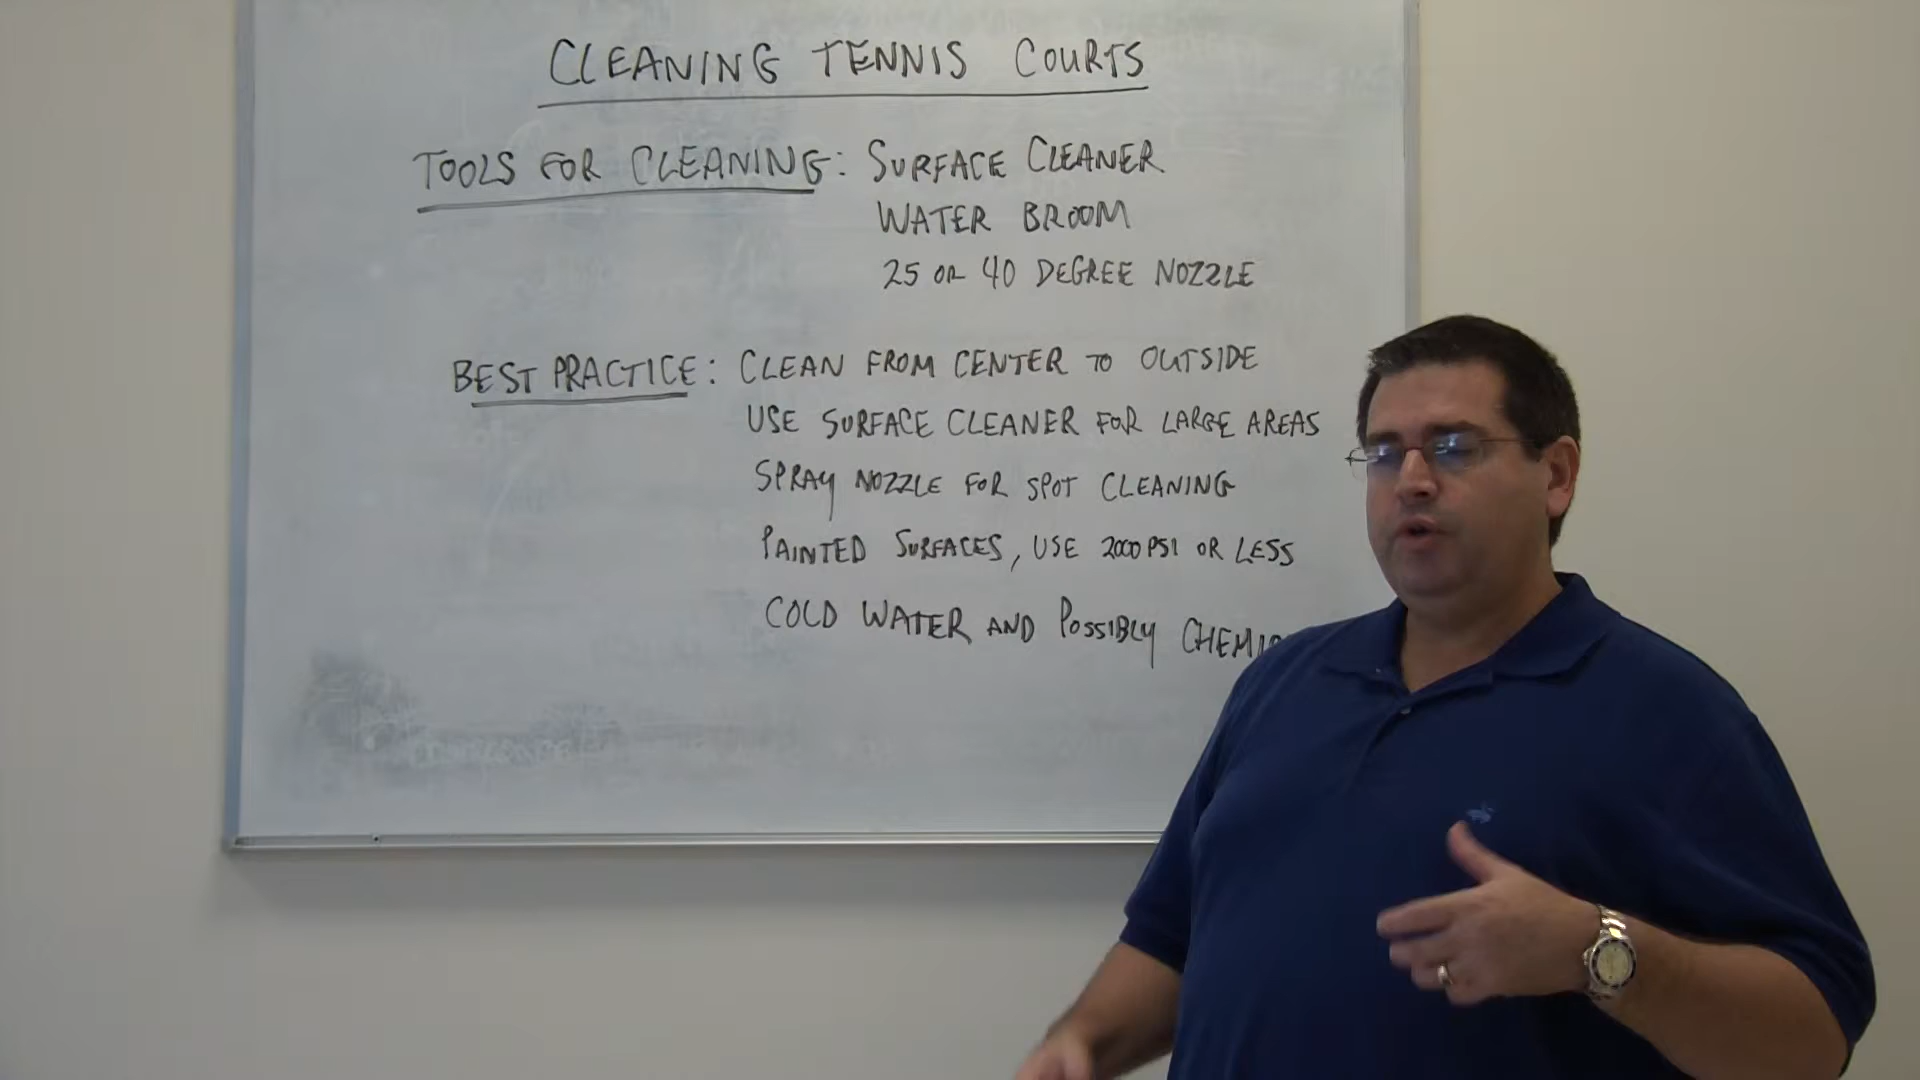 CLEANING TENNIS COURTS
TOOLS FOR CLEANING: SURFACE CLEANER
WATER BROOM
25 OR 40 DEGREE NOZZLE
BEST PRACTICE: CLEAN FROM CENTER TO OUTSIDE
USE SURFACE CLEANER FOR LARGE AREAS
SPRAY NOZZLE FOR SPOT CLEANING
PAINTED SURFACES, USE 2000 PSI OR LESS
COLD WATER AND POSSIBLY